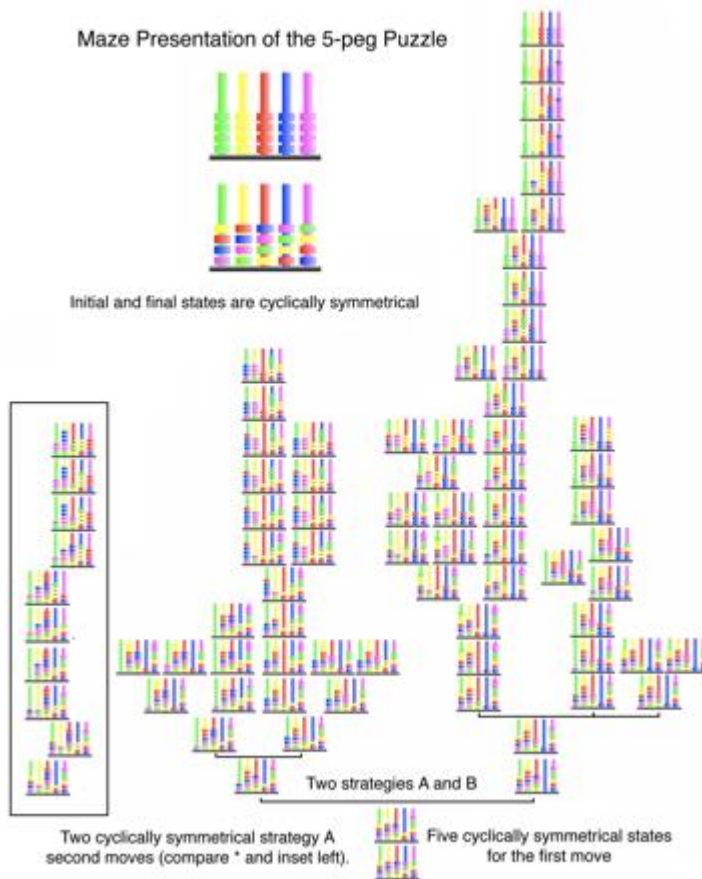 Maze Presentation of the 5-peg Puzzle
Initial and final states are cyclically symmetrical
Two strategies A and B
Two cyclically symmetrical strategy A
second moves (compare * and inset left).
Five cyclically symmetrical states
for the first move